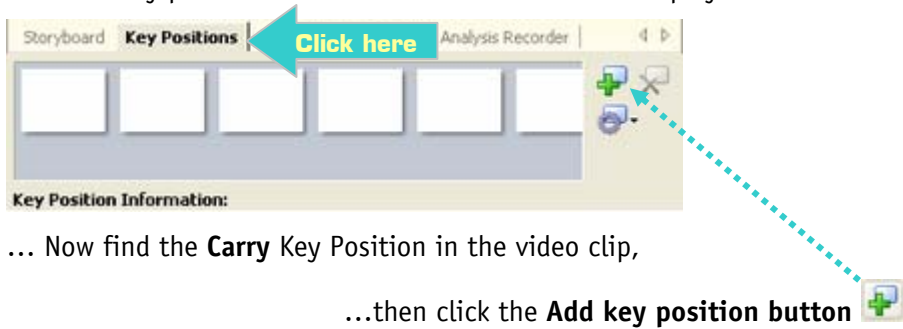 Storyboard Key Positions Click here Analysis Recorder
Key Position Information:
... Now find the Carry Key Position in the video clip,
...then click the Add key position button